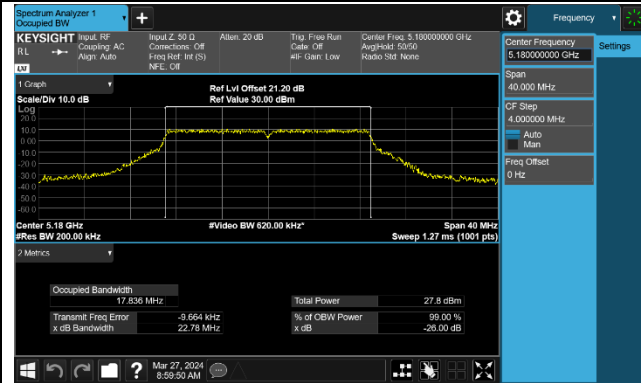 Spectrum Analyzer 1
Occupied BW
+
Frequency
KEYSIGHT
RL
LXI
Input: RF
Coupling: AC
Align: Auto
Input Z: 50 Ω
Corrections: Off
Freq Ref: Int (S)
NFE: Off
Atten: 20 dB
Trig: Free Run
Gate: Off
#IF Gain: Low
Center Freq: 5.180000000 GHz
Avg|Hold: 50/50
Radio Std: None
Center Frequency
5.180000000 GHz
Settings
Span
40.000 MHz
CF Step
4.000000 MHz
Auto
Man
Freq Offset
0 Hz
1 Graph
Scale/Div 10.0 dB
Ref Lvl Offset 21.20 dB
Ref Value 30.00 dBm
Log
20.0
10.0
0.00
-10.0
-20.0
-30.0
-40.0
-50.0
-60.0
Center 5.18 GHz
#Video BW 620.00 kHz*
Span 40 MHz
#Res BW 200.00 kHz
Sweep 1.27 ms (1001 pts)
2 Metrics
Occupied Bandwidth
17.836 MHz
Total Power 27.8 dBm
Transmit Freq Error -9.664 kHz
% of OBW Power 99.00 %
x dB Bandwidth 22.78 MHz
x dB -26.00 dB
?
Mar 27, 2024
8:59:50 AM